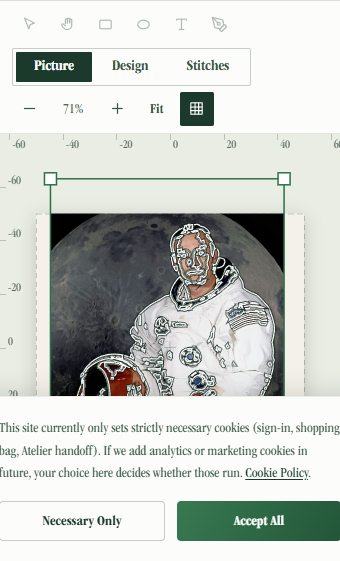 Picture Design Stitches
71% Fit
-60 -40 -20 0 20 40
-60
-40
-20
0
20
This site currently only sets strictly necessary cookies (sign-in, shopping
bag, Atelier handoff). If we add analytics or marketing cookies in
future, your choice here decides whether those run. Cookie Policy.
Necessary Only Accept All